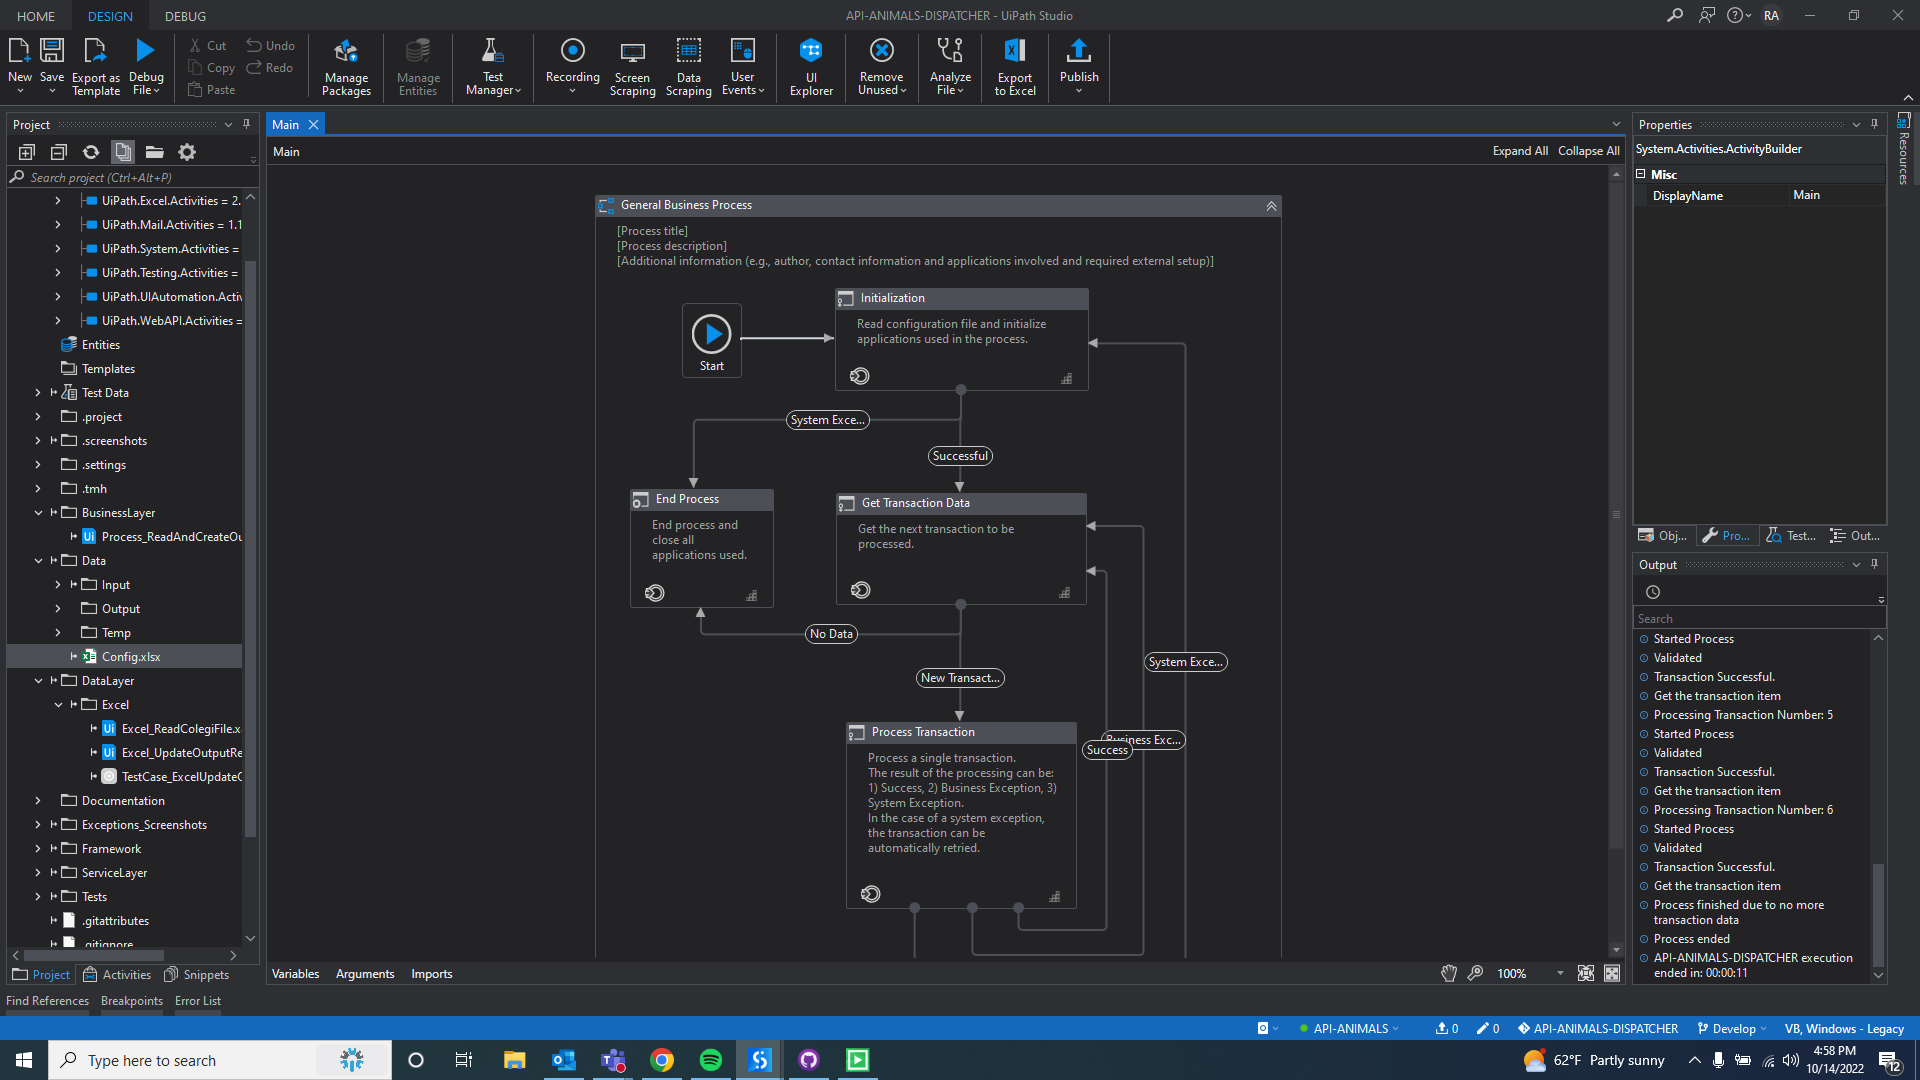 HOME
DESIGN
DEBUG
API-ANIMALS-DISPATCHER - UiPath Studio
RA
New
Save
Export as
Template
Debug
File
Cut
Copy
Paste
Undo
Redo
Manage
Packages
Manage
Entities
Test
Manager
Recording
Screen
Scraping
Data
Scraping
User
Events
UI
Explorer
Remove
Unused
Analyze
File
Export
to Excel
Publish
Project
Search project (Ctrl+Alt+P)
UiPath.Excel.Activities = 2.
UiPath.Mail.Activities = 1.1
UiPath.System.Activities =
UiPath.Testing.Activities =
UiPath.UIAutomation.Activ
UiPath.WebAPI.Activities =
Entities
Templates
Test Data
.project
.screenshots
.settings
.tmh
BusinessLayer
Process_ReadAndCreateOu
Data
Input
Output
Temp
Config.xlsx
DataLayer
Excel
Excel_ReadColegiFile.x
Excel_UpdateOutputRe
TestCase_ExcelUpdateO
Documentation
Exceptions_Screenshots
Framework
ServiceLayer
Tests
.gitattributes
.gitignore
Project
Activities
Snippets
Find References
Breakpoints
Error List
Main
Main
Expand All
Collapse All
General Business Process
[Process title]
[Process description]
[Additional information (e.g., author, contact information and applications involved and required external setup)]
Start
Initialization
Read configuration file and initialize
applications used in the process.
System Exce...
Successful
End Process
End process and
close all
applications used.
Get Transaction Data
Get the next transaction to be
processed.
No Data
New Transact...
System Exce...
Business Exc...
Success
Process Transaction
Process a single transaction.
The result of the processing can be:
1) Success, 2) Business Exception, 3)
System Exception.
In the case of a system exception,
the transaction can be
automatically retried.
Variables
Arguments
Imports
100%
Properties
System.Activities.ActivityBuilder
Misc
DisplayName
Main
Resources
Obj...
Pro...
Test...
Out...
Output
Search
Started Process
Validated
Transaction Successful.
Get the transaction item
Processing Transaction Number: 5
Started Process
Validated
Transaction Successful.
Get the transaction item
Processing Transaction Number: 6
Started Process
Validated
Transaction Successful.
Get the transaction item
Process finished due to no more
transaction data
Process ended
API-ANIMALS-DISPATCHER execution
ended in: 00:00:11
API-ANIMALS
0
0
API-ANIMALS-DISPATCHER
Develop
VB, Windows - Legacy
Type here to search
62°F Partly sunny
4:58 PM
10/14/2022
12